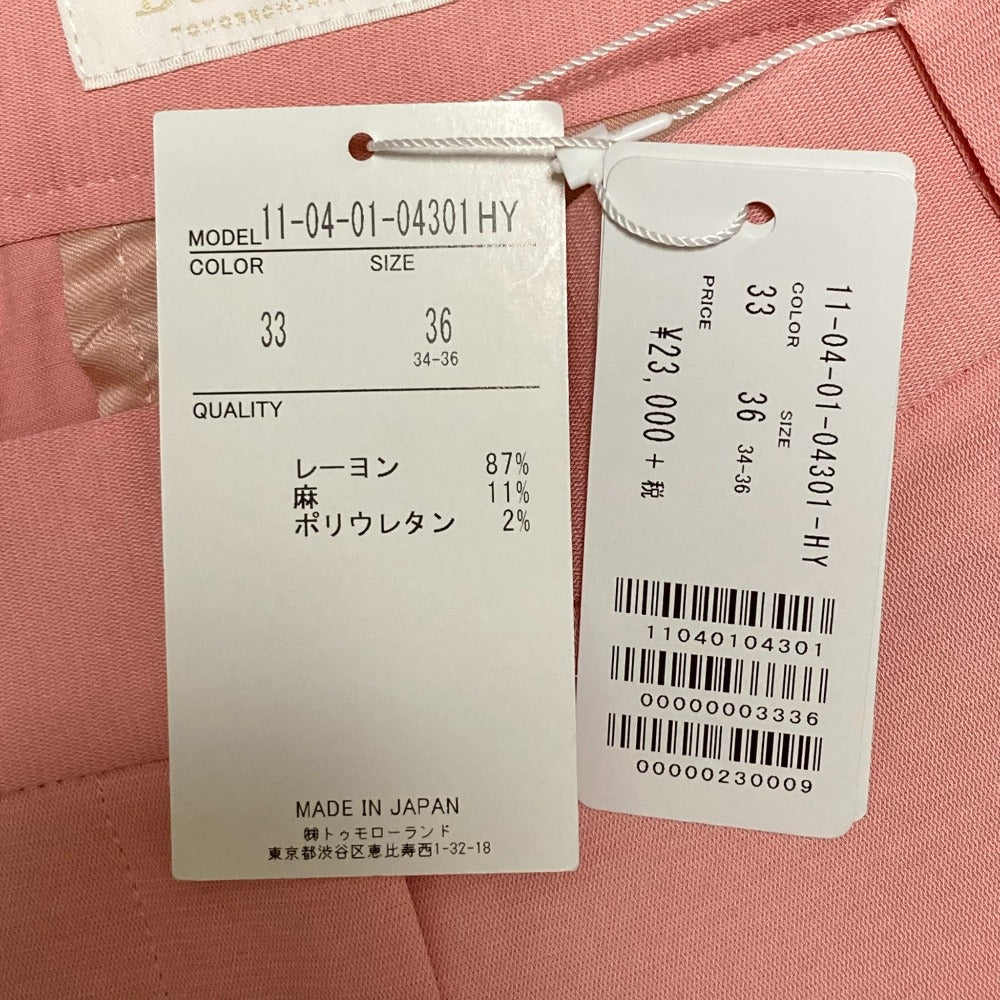 TOMORROWLAND
MODEL 11-04-01-04301HY
COLOR SIZE
33 36
34-36
QUALITY
レーヨン 87%
麻 11%
ポリウレタン 2%
MADE IN JAPAN
㈱トゥモローランド
東京都渋谷区恵比寿西1-32-18
11-04-01-04301-HY
COLOR SIZE
33 36 34-36
PRICE
¥23,000+税
11040104301
00000003336
00000230009